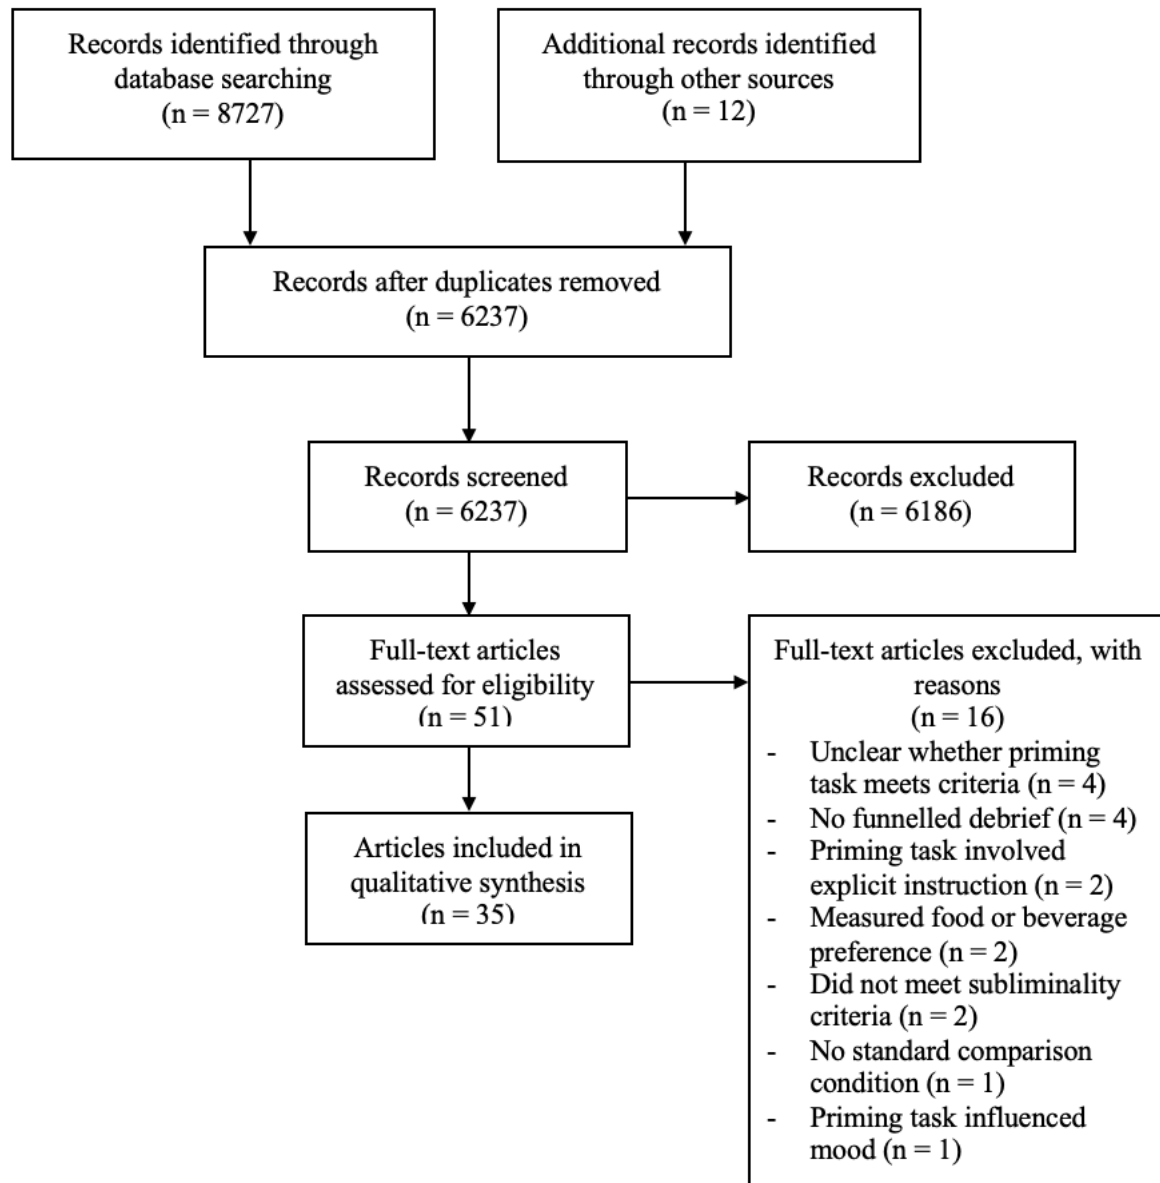 Records identified through
database searching
(n = 8727)
Additional records identified
through other sources
(n = 12)
Records after duplicates removed
(n = 6237)
Records screened
(n = 6237)
Records excluded
(n = 6186)
Full-text articles
assessed for eligibility
(n = 51)
Full-text articles excluded, with
reasons
(n = 16)
- Unclear whether priming
task meets criteria (n = 4)
- No funnelled debrief (n = 4)
- Priming task involved
explicit instruction (n = 2)
- Measured food or beverage
preference (n = 2)
- Did not meet subliminality
criteria (n = 2)
- No standard comparison
condition (n = 1)
- Priming task influenced
mood (n = 1)
Articles included in
qualitative synthesis
(n = 35)